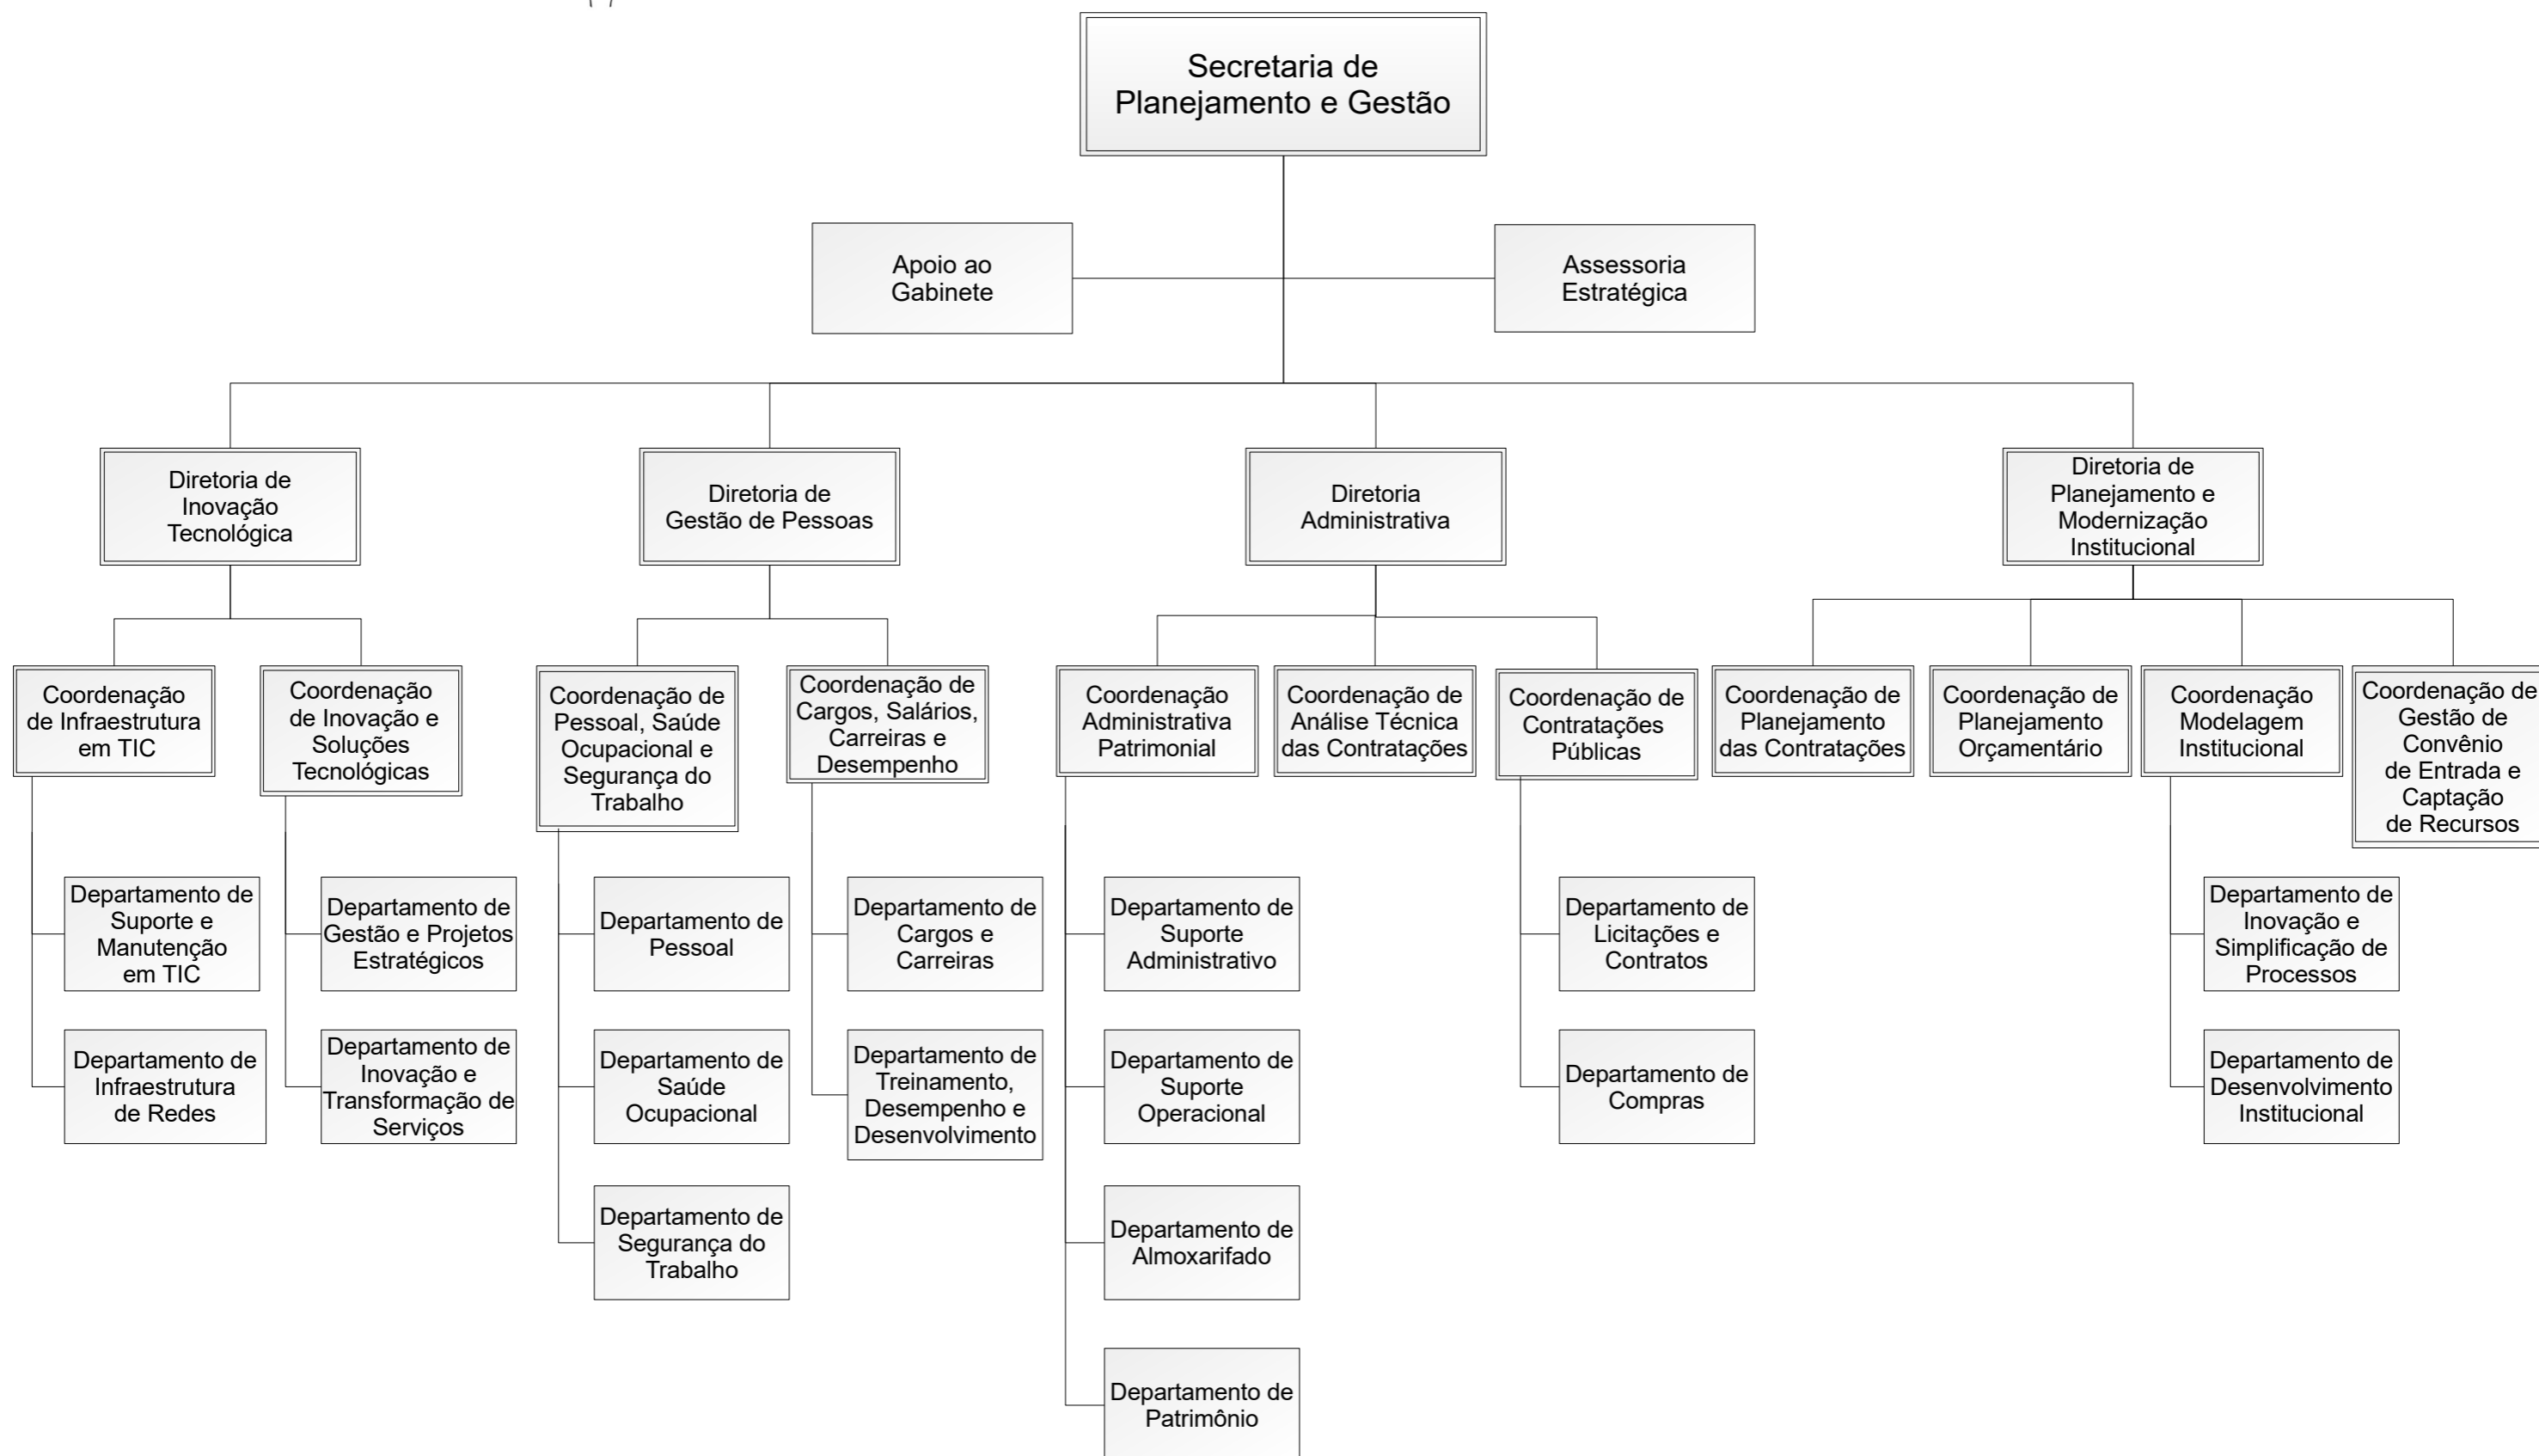 Secretaria de
Planejamento e Gestão
Apoio ao
Gabinete
Assessoria
Estratégica
Diretoria de
Inovação
Tecnológica
Diretoria de
Gestão de Pessoas
Diretoria
Administrativa
Diretoria de
Planejamento e
Modernização
Institucional
Coordenação
de Infraestrutura
em TIC
Coordenação
de Inovação e
Soluções
Tecnológicas
Coordenação de
Pessoal, Saúde
Ocupacional e
Segurança do
Trabalho
Coordenação de
Cargos, Salários,
Carreiras e
Desempenho
Coordenação
Administrativa
Patrimonial
Coordenação de
Análise Técnica
das Contratações
Coordenação de
Contratações
Públicas
Coordenação de
Planejamento
das Contratações
Coordenação de
Planejamento
Orçamentário
Coordenação
Modelagem
Institucional
Coordenação de
Gestão de
Convênio
de Entrada e
Captação
de Recursos
Departamento de
Suporte e
Manutenção
em TIC
Departamento de
Gestão e Projetos
Estratégicos
Departamento de
Pessoal
Departamento de
Cargos e
Carreiras
Departamento de
Suporte
Administrativo
Departamento de
Licitações e
Contratos
Departamento de
Inovação e
Simplificação de
Processos
Departamento de
Infraestrutura
de Redes
Departamento de
Inovação e
Transformação de
Serviços
Departamento de
Saúde
Ocupacional
Departamento de
Treinamento,
Desempenho e
Desenvolvimento
Departamento de
Suporte
Operacional
Departamento de
Compras
Departamento de
Desenvolvimento
Institucional
Departamento de
Segurança do
Trabalho
Departamento de
Almoxarifado
Departamento de
Patrimônio